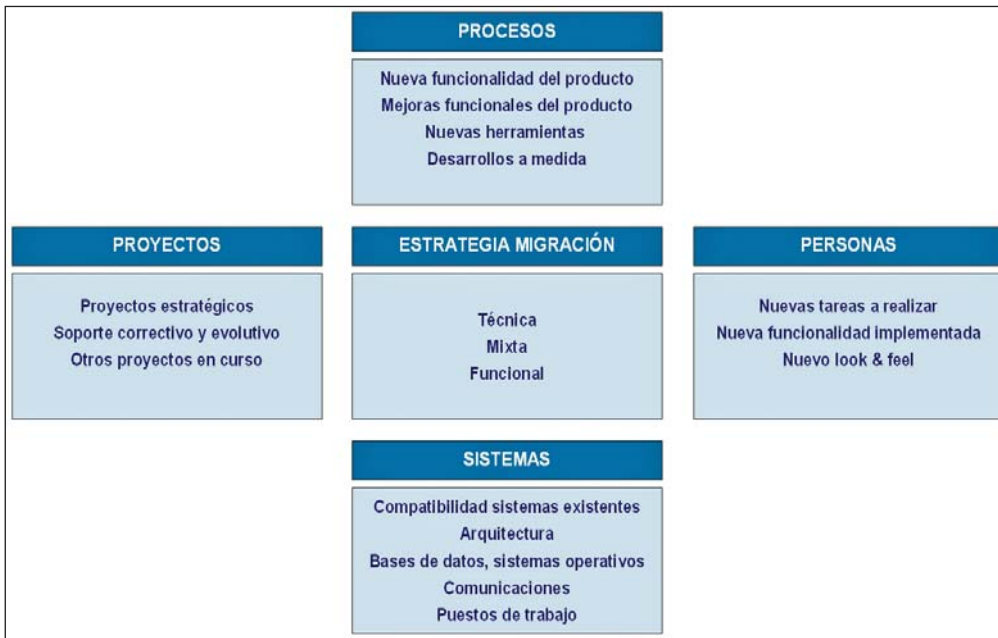 PROCESOS
Nueva funcionalidad del producto
Mejoras funcionales del producto
Nuevas herramientas
Desarrollos a medida
PROYECTOS
Proyectos estratégicos
Soporte correctivo y evolutivo
Otros proyectos en curso
ESTRATEGIA MIGRACIÓN
Técnica
Mixta
Funcional
PERSONAS
Nuevas tareas a realizar
Nueva funcionalidad implementada
Nuevo look & feel
SISTEMAS
Compatibilidad sistemas existentes
Arquitectura
Bases de datos, sistemas operativos
Comunicaciones
Puestos de trabajo